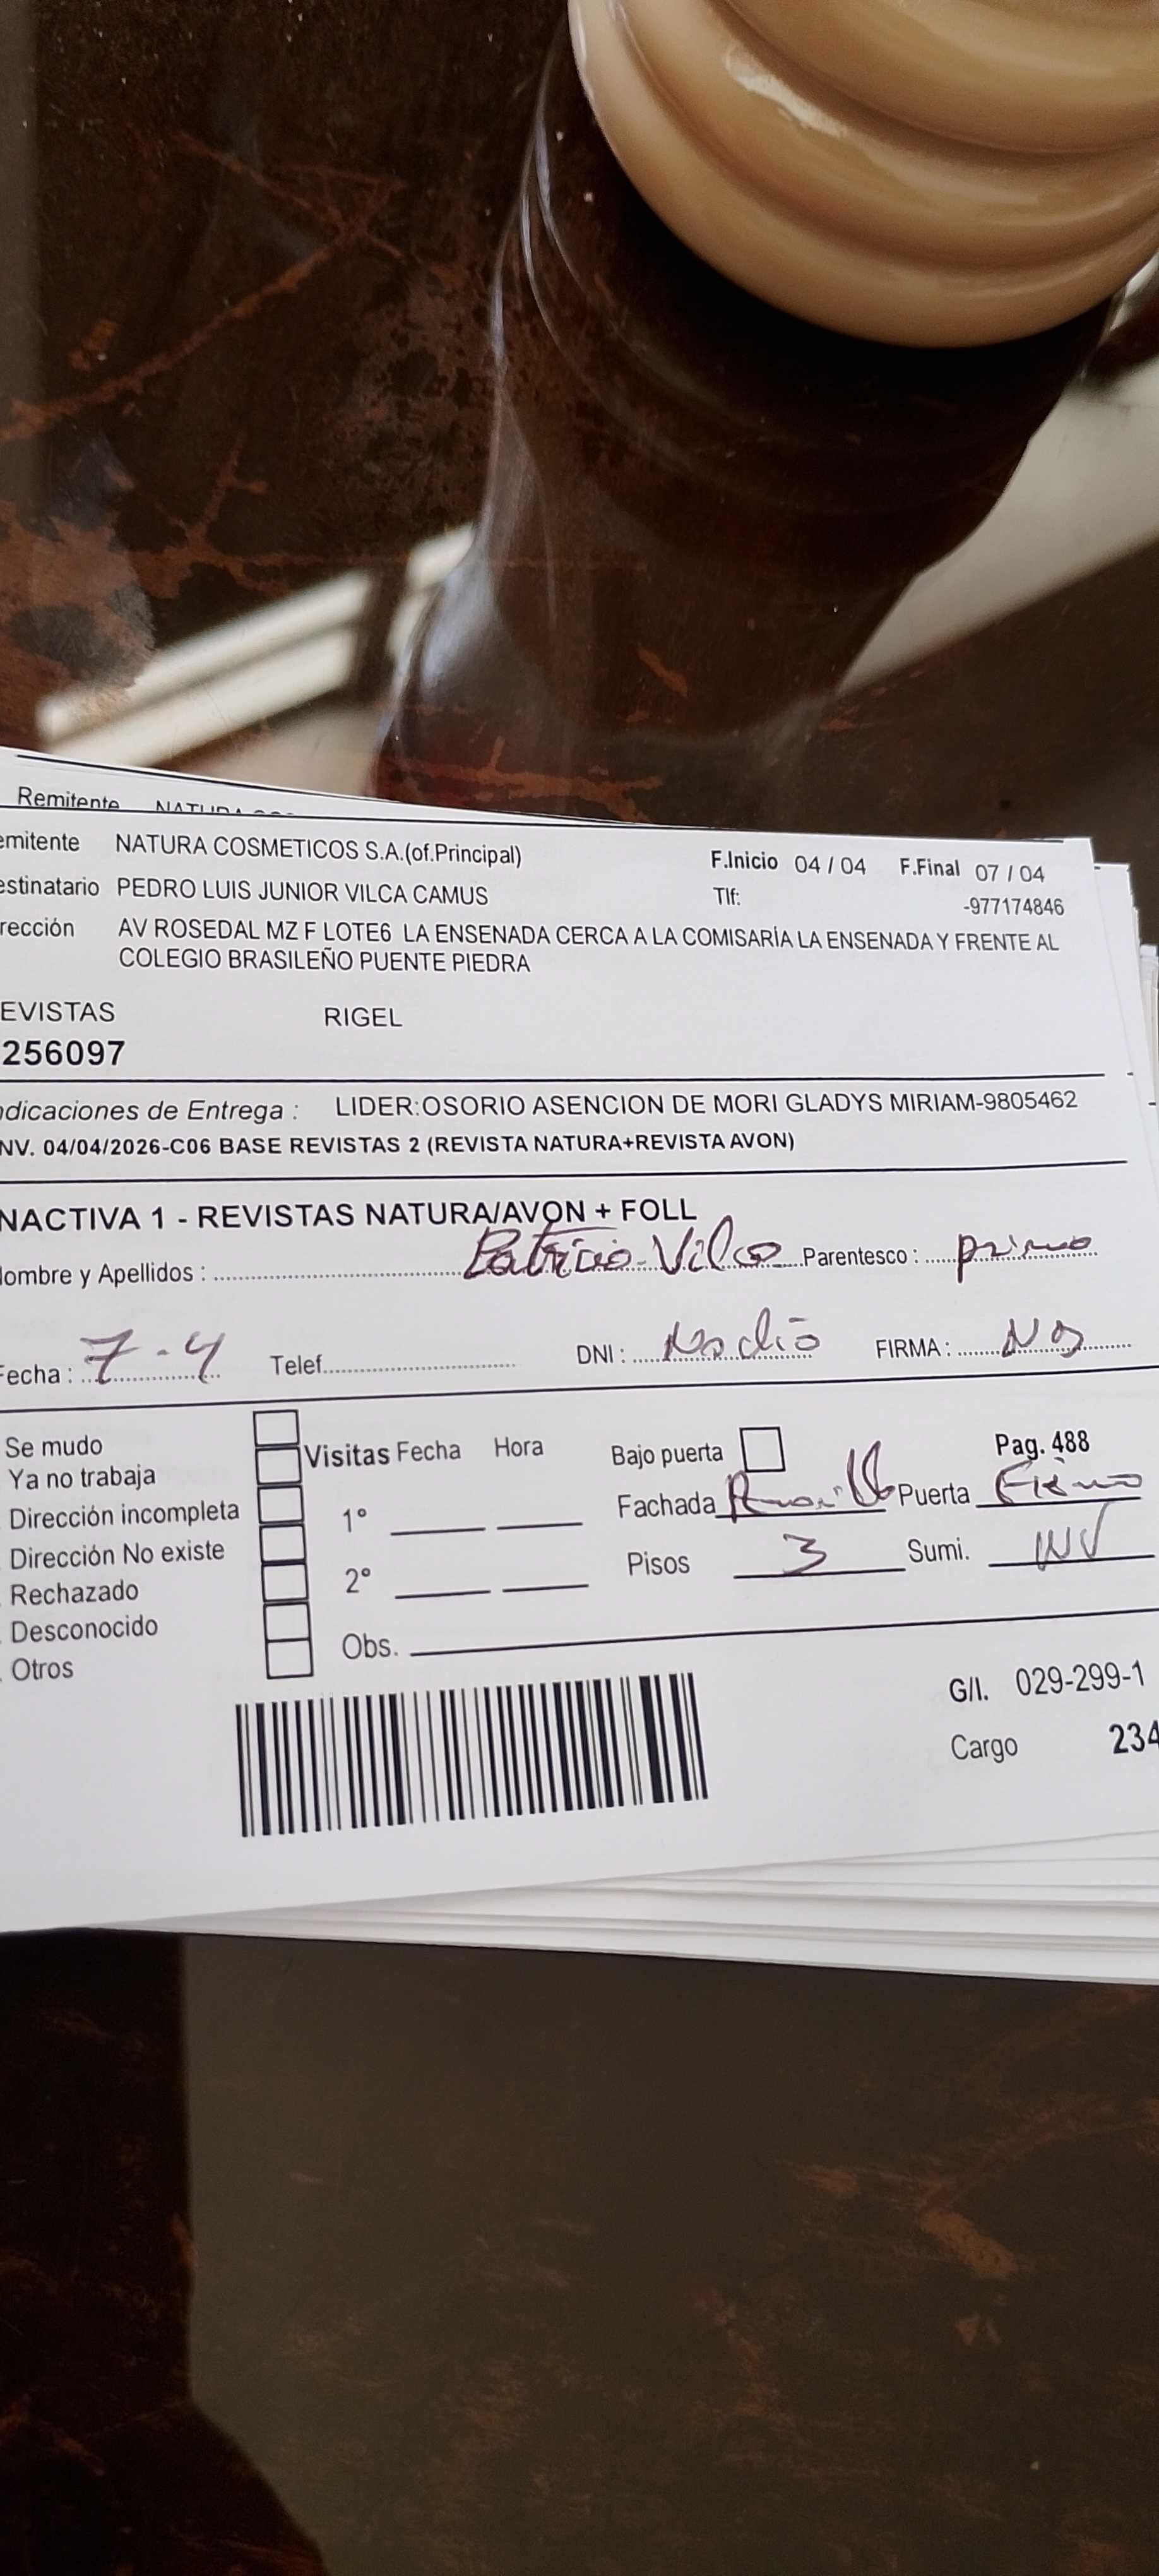 Remitente NATURA
emitente NATURA COSMETICOS S.A.(of.Principal) F.Inicio 04 / 04 F.Final 07 / 04
estinatario PEDRO LUIS JUNIOR VILCA CAMUS Tlf: -977174846
rección AV ROSEDAL MZ F LOTE6 LA ENSENADA CERCA A LA COMISARÍA LA ENSENADA Y FRENTE AL
COLEGIO BRASILEÑO PUENTE PIEDRA
EVISTAS RIGEL
256097
ndicaciones de Entrega : LIDER:OSORIO ASENCION DE MORI GLADYS MIRIAM-9805462
NV. 04/04/2026-C06 BASE REVISTAS 2 (REVISTA NATURA+REVISTA AVON)
NACTIVA 1 - REVISTAS NATURA/AVON + FOLL
Nombre y Apellidos : Patricio Vilca Parentesco : primo
Fecha : 7-4 Telef. DNI : No dio FIRMA : No
Se mudo
Ya no trabaja
Dirección incompleta
Dirección No existe
Rechazado
Desconocido
Otros
Visitas Fecha Hora
1°
2°
Obs.
Bajo puerta Pag. 488
Fachada Puerta Fierro
Pisos 3 Sumi. INV
G/I. 029-299-1
Cargo 234